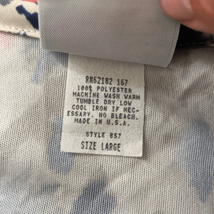 RN62182 167
100% POLYESTER
MACHINE WASH WARM
TUMBLE DRY LOW
COOL IRON IF NEC-
ESSARY. NO BLEACH.
MADE IN U.S.A.
STYLE 857
SIZE LARGE